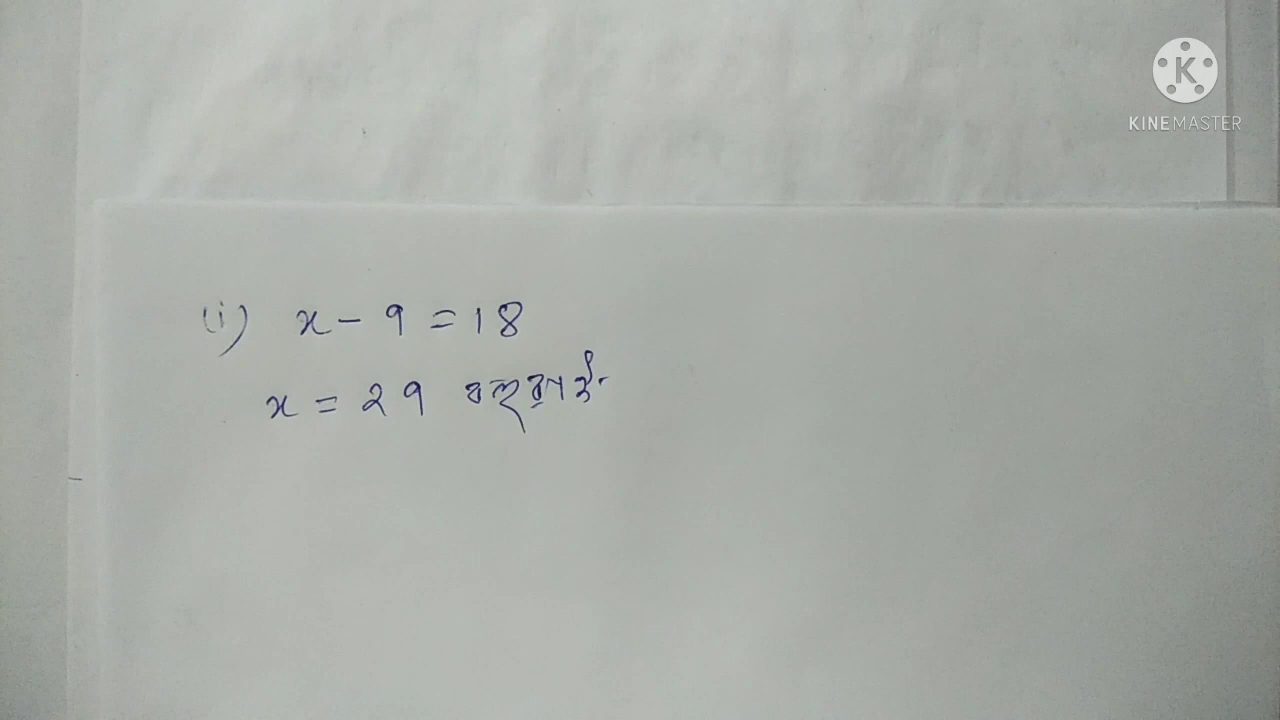 KINEMASTER
(i) x - 9 = 18
x = 29